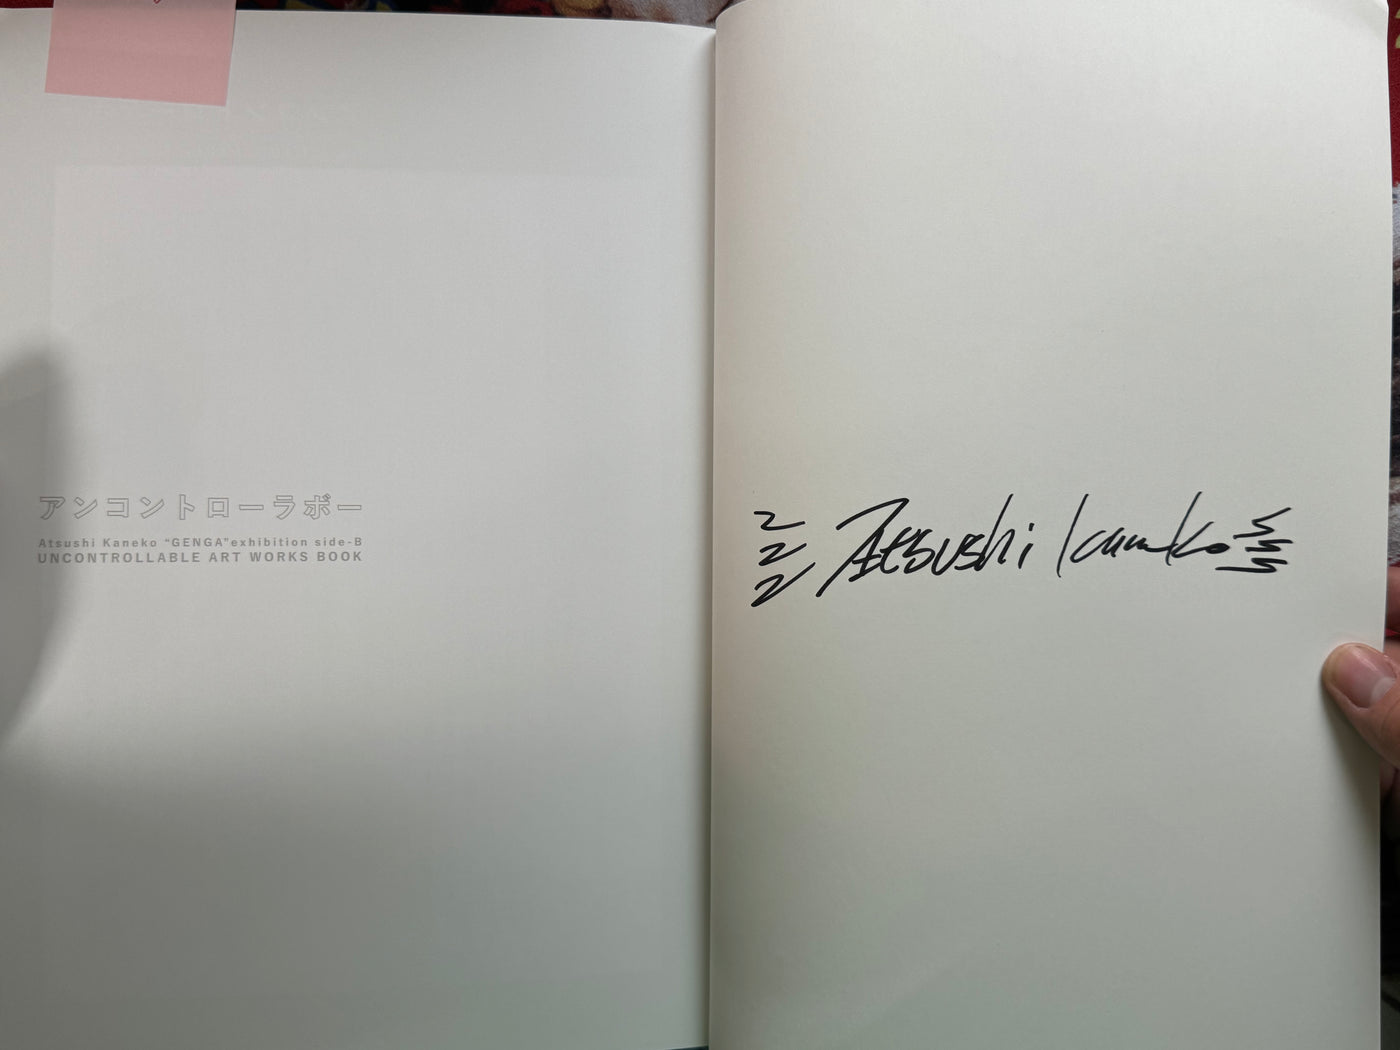 アンコントローラボー
Atsushi Kaneko “GENGA”exhibition side-B
UNCONTROLLABLE ART WORKS BOOK
Atsushi Kaneko